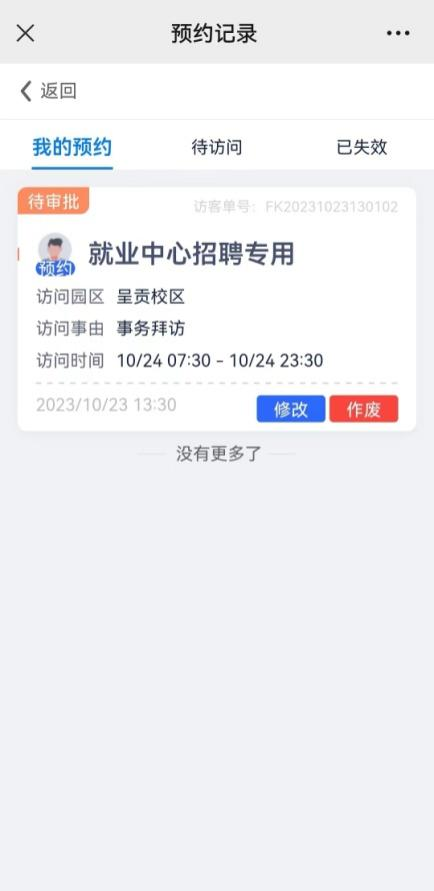 预约记录
返回
我的预约 待访问 已失效
待审批 访客单号：FK20231023130102
预约 就业中心招聘专用
访问园区 呈贡校区
访问事由 事务拜访
访问时间 10/24 07:30 - 10/24 23:30
2023/10/23 13:30 修改 作废
没有更多了